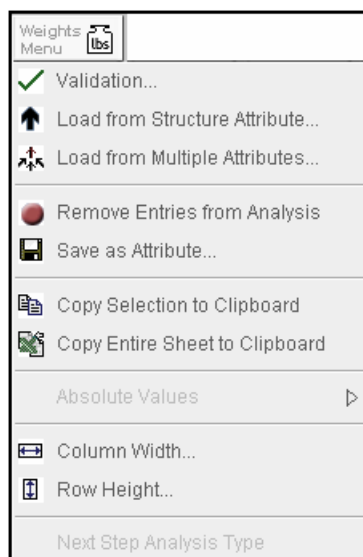 Weights
Menu lbs
Validation...
Load from Structure Attribute...
Load from Multiple Attributes...
Remove Entries from Analysis
Save as Attribute...
Copy Selection to Clipboard
Copy Entire Sheet to Clipboard
Absolute Values
Column Width...
Row Height...
Next Step Analysis Type